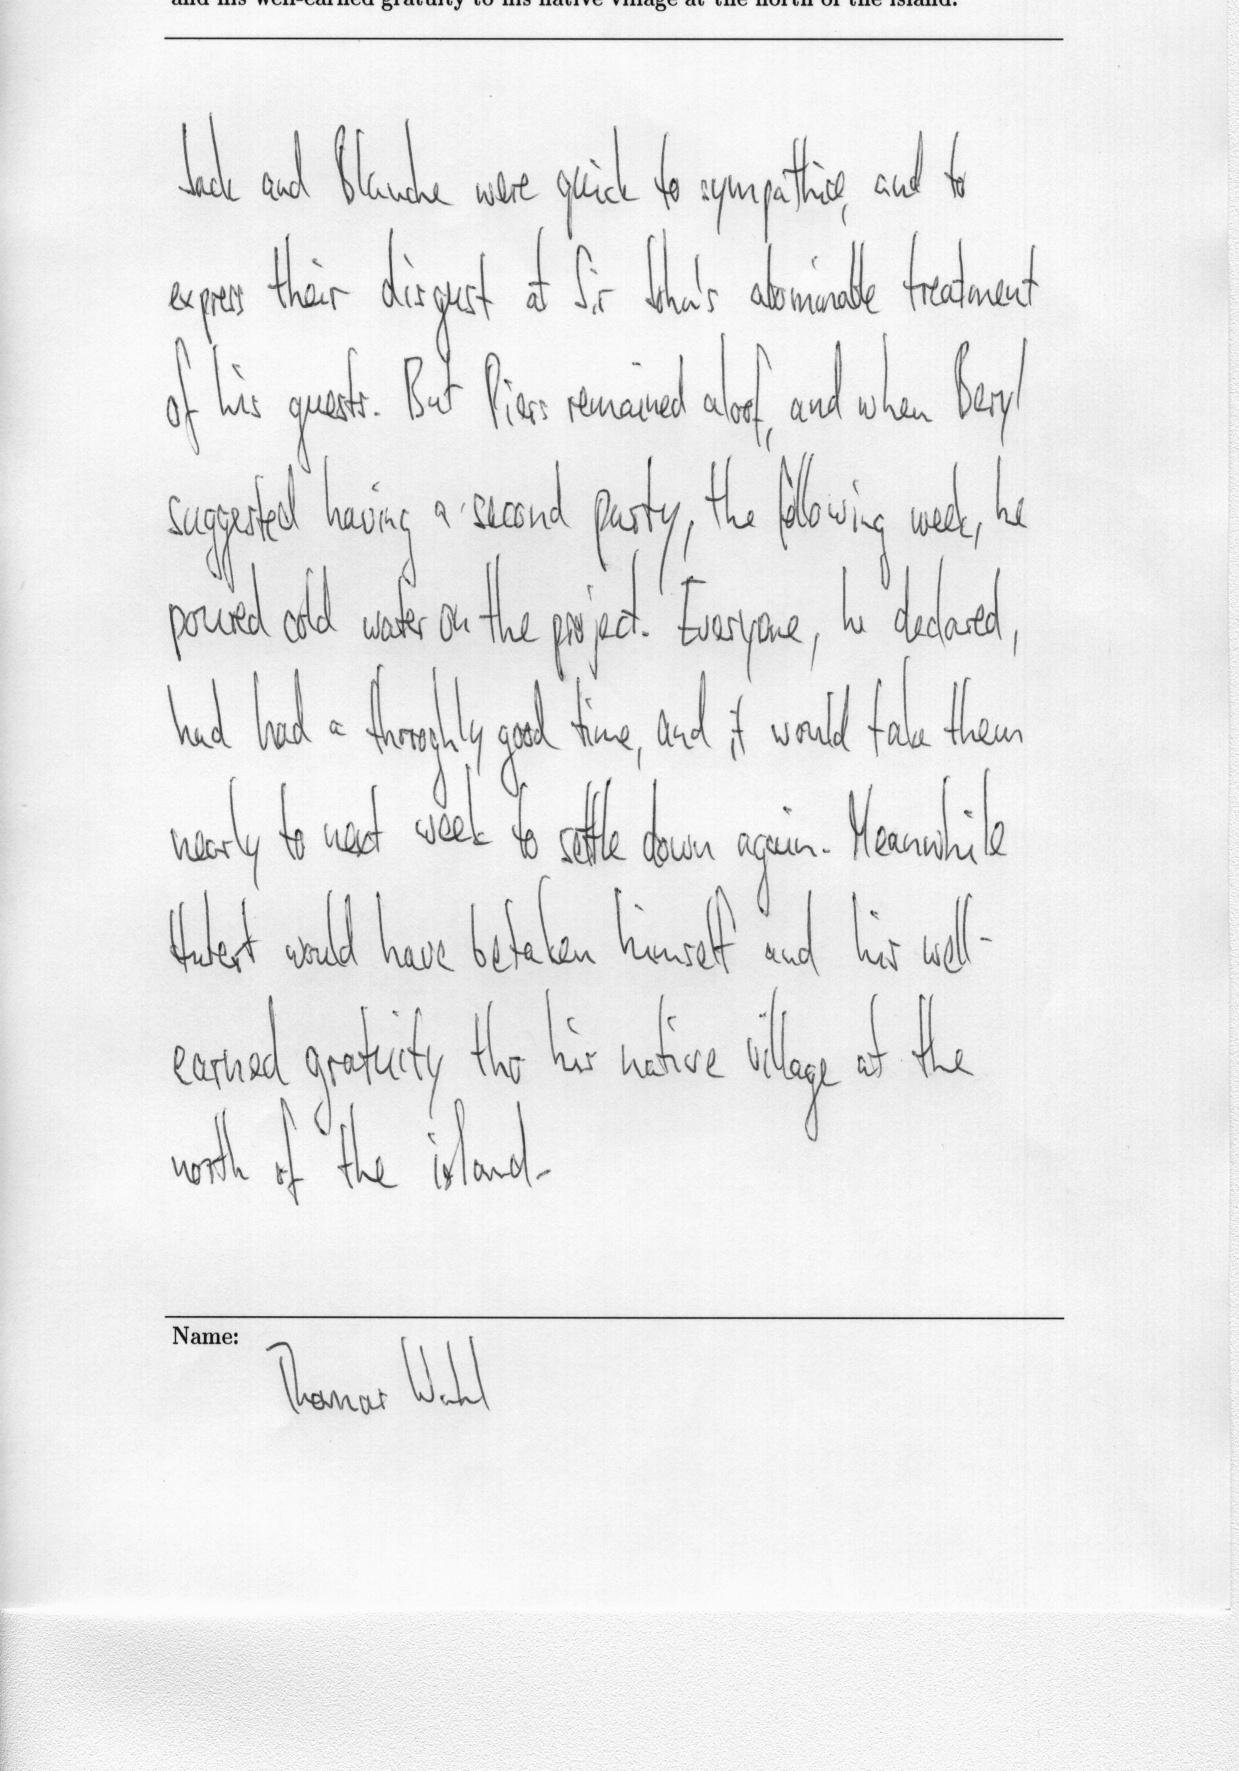 and his well-earned gratuity to his native village at the north of the island.
Jack and Blanche were quick to sympathise, and to
express their disgust at Sir John's abominable treatment
of his guests. But Piers remained aloof, and when Beryl
suggested having a second party, the following week, he
poured cold water on the project. Everyone, he declared,
had had a throroghly good time, and it would take them
nearly to next week to settle down again. Meanwhile
Hubert would have betaken himself and his well-
earned gratuity tho his native village at the
north of the island.
Name:
Thomas Wahl